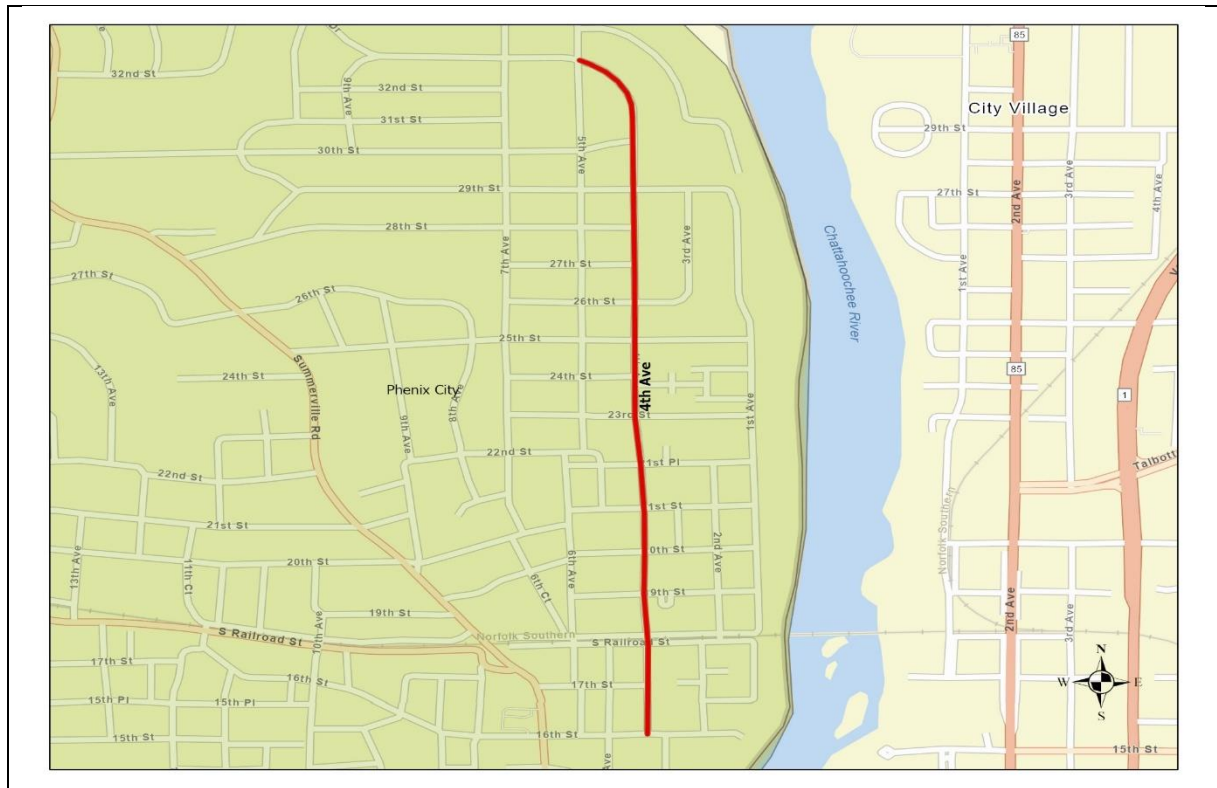 85
32nd St
9th Ave
32nd St
City Village
31st St
29th St
30th St
5th Ave
3rd Ave
29th St
27th St
2nd Ave
4th Ave
28th St
3rd Ave
Chattahoochee River
7th Ave
27th St
1st Ave
27th St
26th St
26th St
25th St
Summerville Rd
13th Ave
24th St
24th St
85
Phenix City
4th Ave
1
8th Ave
9th Ave
23rd St
1st Ave
22nd St
1st Pl
22nd St
Norfolk Southern
21st St
1st St
2nd Ave
20th St
0th St
6th Ave
13th Ave
11th Ct
6th Ct
9th St
19th St
10th Ave
2nd Ave
3rd Ave
S Railroad St
Norfolk Southern
S Railroad St
N
17th St
16th St
17th St
W
E
15th Pl
15th Pl
S
15th St
16th St
15th St